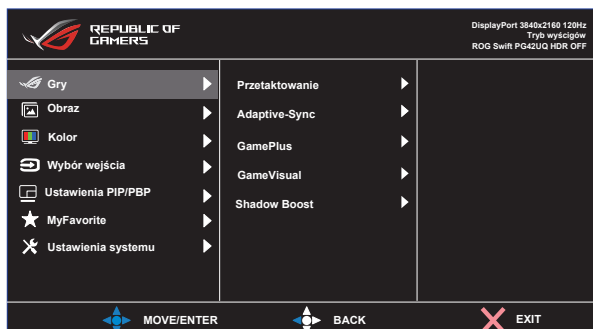 REPUBLIC OF
GAMERS
DisplayPort 3840x2160 120Hz
Tryb wyścigów
ROG Swift PG42UQ HDR OFF
Gry
Obraz
Kolor
Wybór wejścia
Ustawienia PIP/PBP
MyFavorite
Ustawienia systemu
Przetaktowanie
Adaptive-Sync
GamePlus
GameVisual
Shadow Boost
MOVE/ENTER
BACK
EXIT